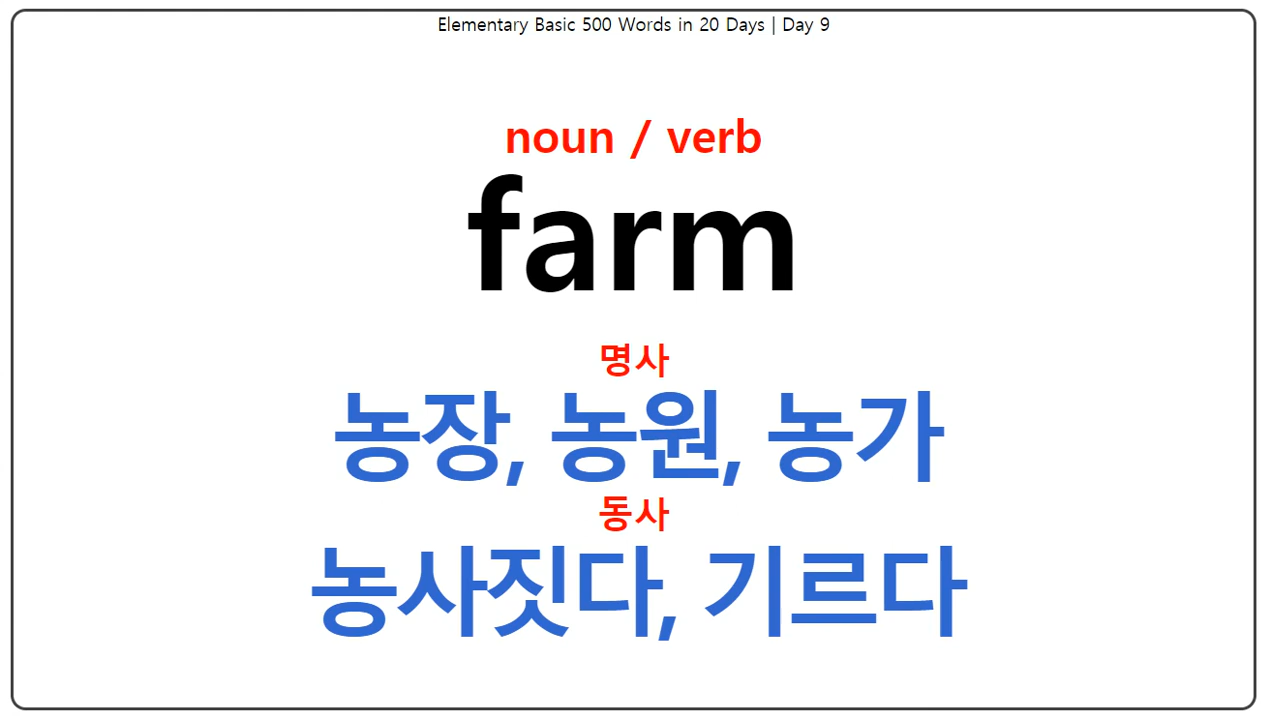 Elementary Basic 500 Words in 20 Days | Day 9
noun / verb
farm
명사
농장, 농원, 농가
동사
농사짓다, 기르다